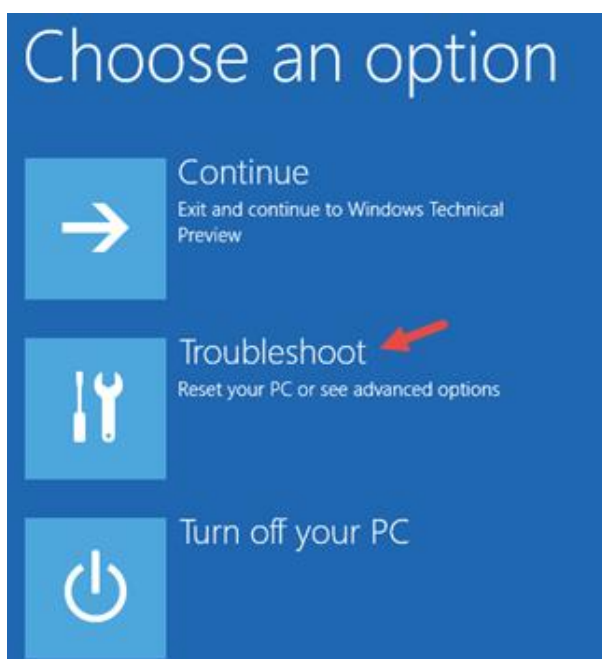 Choose an option
Continue
Exit and continue to Windows Technical
Preview
Troubleshoot
Reset your PC or see advanced options
Turn off your PC